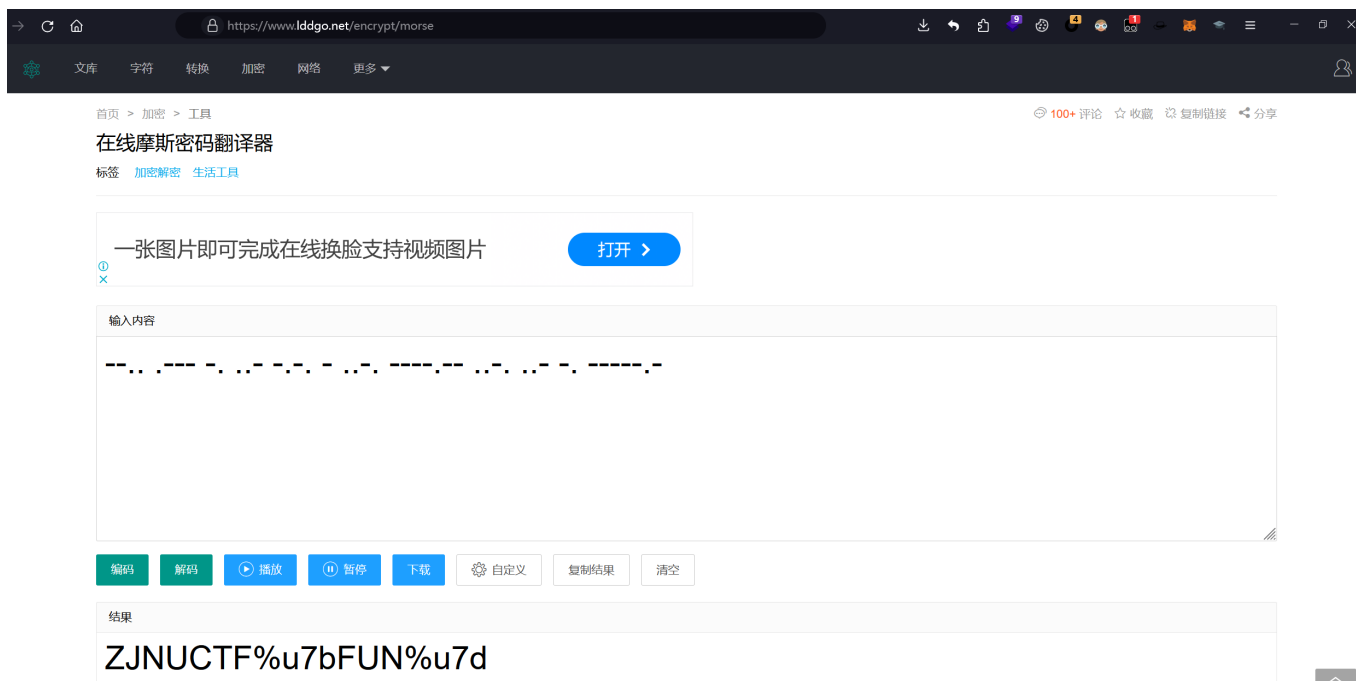 https://www.lddgo.net/encrypt/morse
9
4
1
文库 字符 转换 加密 网络 更多
首页 > 加密 > 工具
100+ 评论 收藏 复制链接 分享
在线摩斯密码翻译器
标签 加密解密 生活工具
一张图片即可完成在线换脸支持视频图片
打开
输入内容
--.. .--- -. ..- -.-. - ..-. ----.-- ..-. ..- -. -----.-
编码 解码 播放 暂停 下载 自定义 复制结果 清空
结果
ZJNUCTF%u7bFUN%u7d